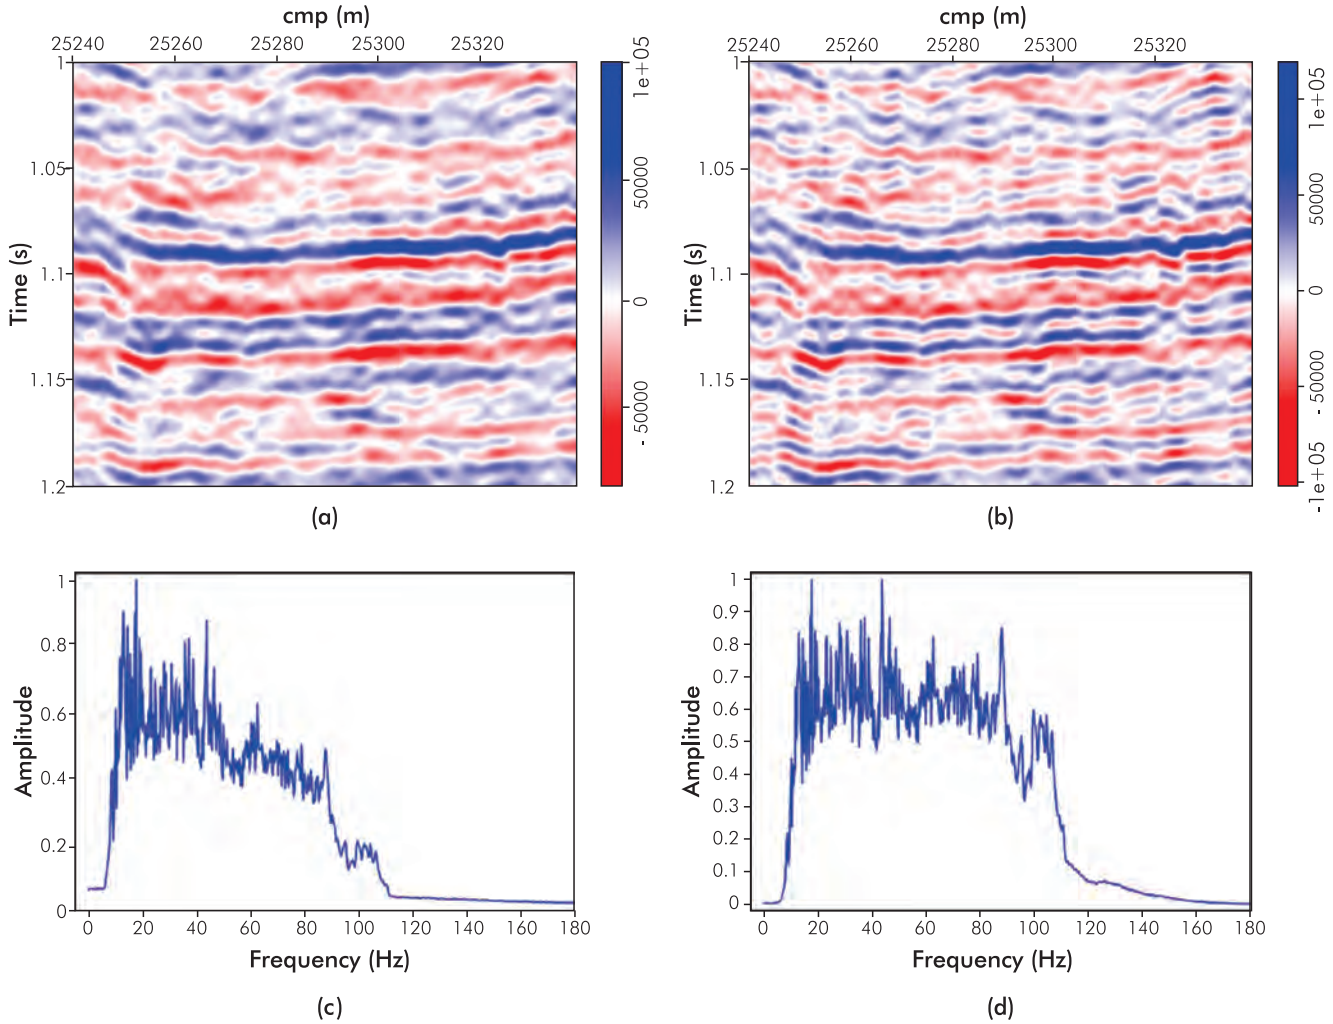 cmp (m)
25240 25260 25280 25300 25320
1
1.05
1.1
1.15
1.2
Time (s)
1e+05
50000
0
- 50000
(a)
cmp (m)
25240 25260 25280 25300 25320
1
1.05
1.1
1.15
1.2
Time (s)
1e+05
50000
0
- 50000
-1e+05
(b)
1
0.8
0.6
0.4
0.2
0
Amplitude
0 20 40 60 80 100 120 140 160 180
Frequency (Hz)
(c)
1
0.9
0.8
0.7
0.6
0.5
0.4
0.3
0.2
0.1
0
Amplitude
0 20 40 60 80 100 120 140 160 180
Frequency (Hz)
(d)